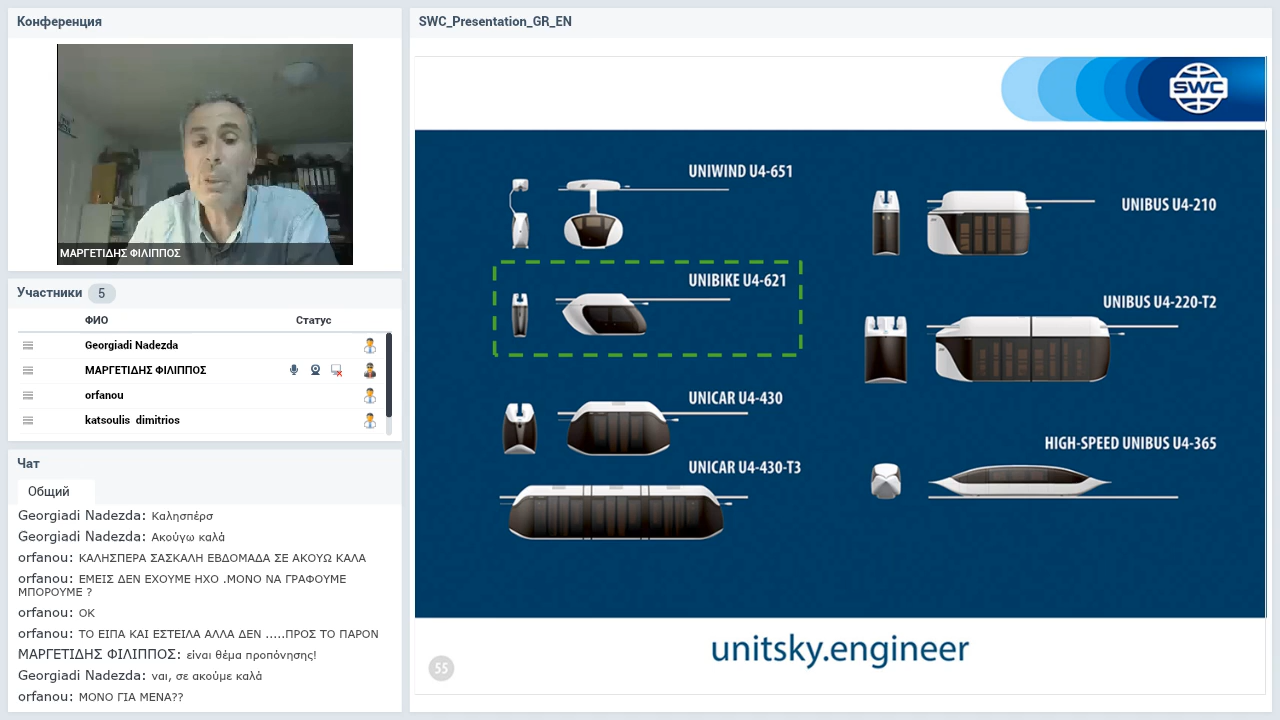 Конференция
ΜΑΡΓΕΤΙΔΗΣ ΦΙΛΙΠΠΟΣ
Участники 5
ФИО Статус
Georgiadi Nadezda
ΜΑΡΓΕΤΙΔΗΣ ΦΙΛΙΠΠΟΣ
orfanou
katsoulis dimitrios
Чат
Общий
Georgiadi Nadezda: Καλησπέρσ
Georgiadi Nadezda: Ακούγω καλά
orfanou: ΚΑΛΗΣΠΕΡΑ ΣΑΣΚΑΛΗ ΕΒΔΟΜΑΔΑ ΣΕ ΑΚΟΥΩ ΚΑΛΑ
orfanou: ΕΜΕΙΣ ΔΕΝ ΕΧΟΥΜΕ ΗΧΟ .ΜΟΝΟ ΝΑ ΓΡΑΦΟΥΜΕ
ΜΠΟΡΟΥΜΕ ?
orfanou: ΟΚ
orfanou: ΤΟ ΕΙΠΑ ΚΑΙ ΕΣΤΕΙΛΑ ΑΛΛΑ ΔΕΝ .....ΠΡΟΣ ΤΟ ΠΑΡΟΝ
ΜΑΡΓΕΤΙΔΗΣ ΦΙΛΙΠΠΟΣ: είναι θέμα προπόνησης!
Georgiadi Nadezda: ναι, σε ακούμε καλά
orfanou: ΜΟΝΟ ΓΙΑ ΜΕΝΑ??
SWC_Presentation_GR_EN
SWC
UNIWIND U4-651
UNIBIKE U4-621
UNICAR U4-430
UNICAR U4-430-T3
UNIBUS U4-210
UNIBUS U4-220-T2
HIGH-SPEED UNIBUS U4-365
unitsky.engineer
55